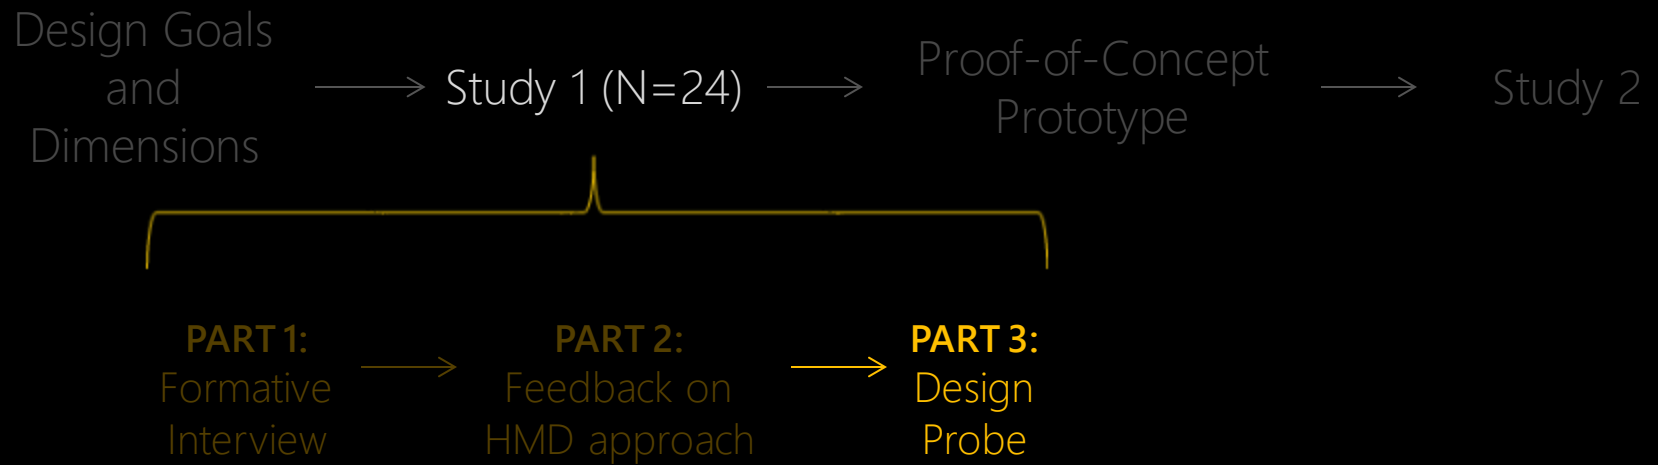 Design Goals
and
Dimensions
Study 1 (N=24)
Proof-of-Concept
Prototype
Study 2
PART 1:
Formative
Interview
PART 2:
Feedback on
HMD approach
PART 3:
Design
Probe